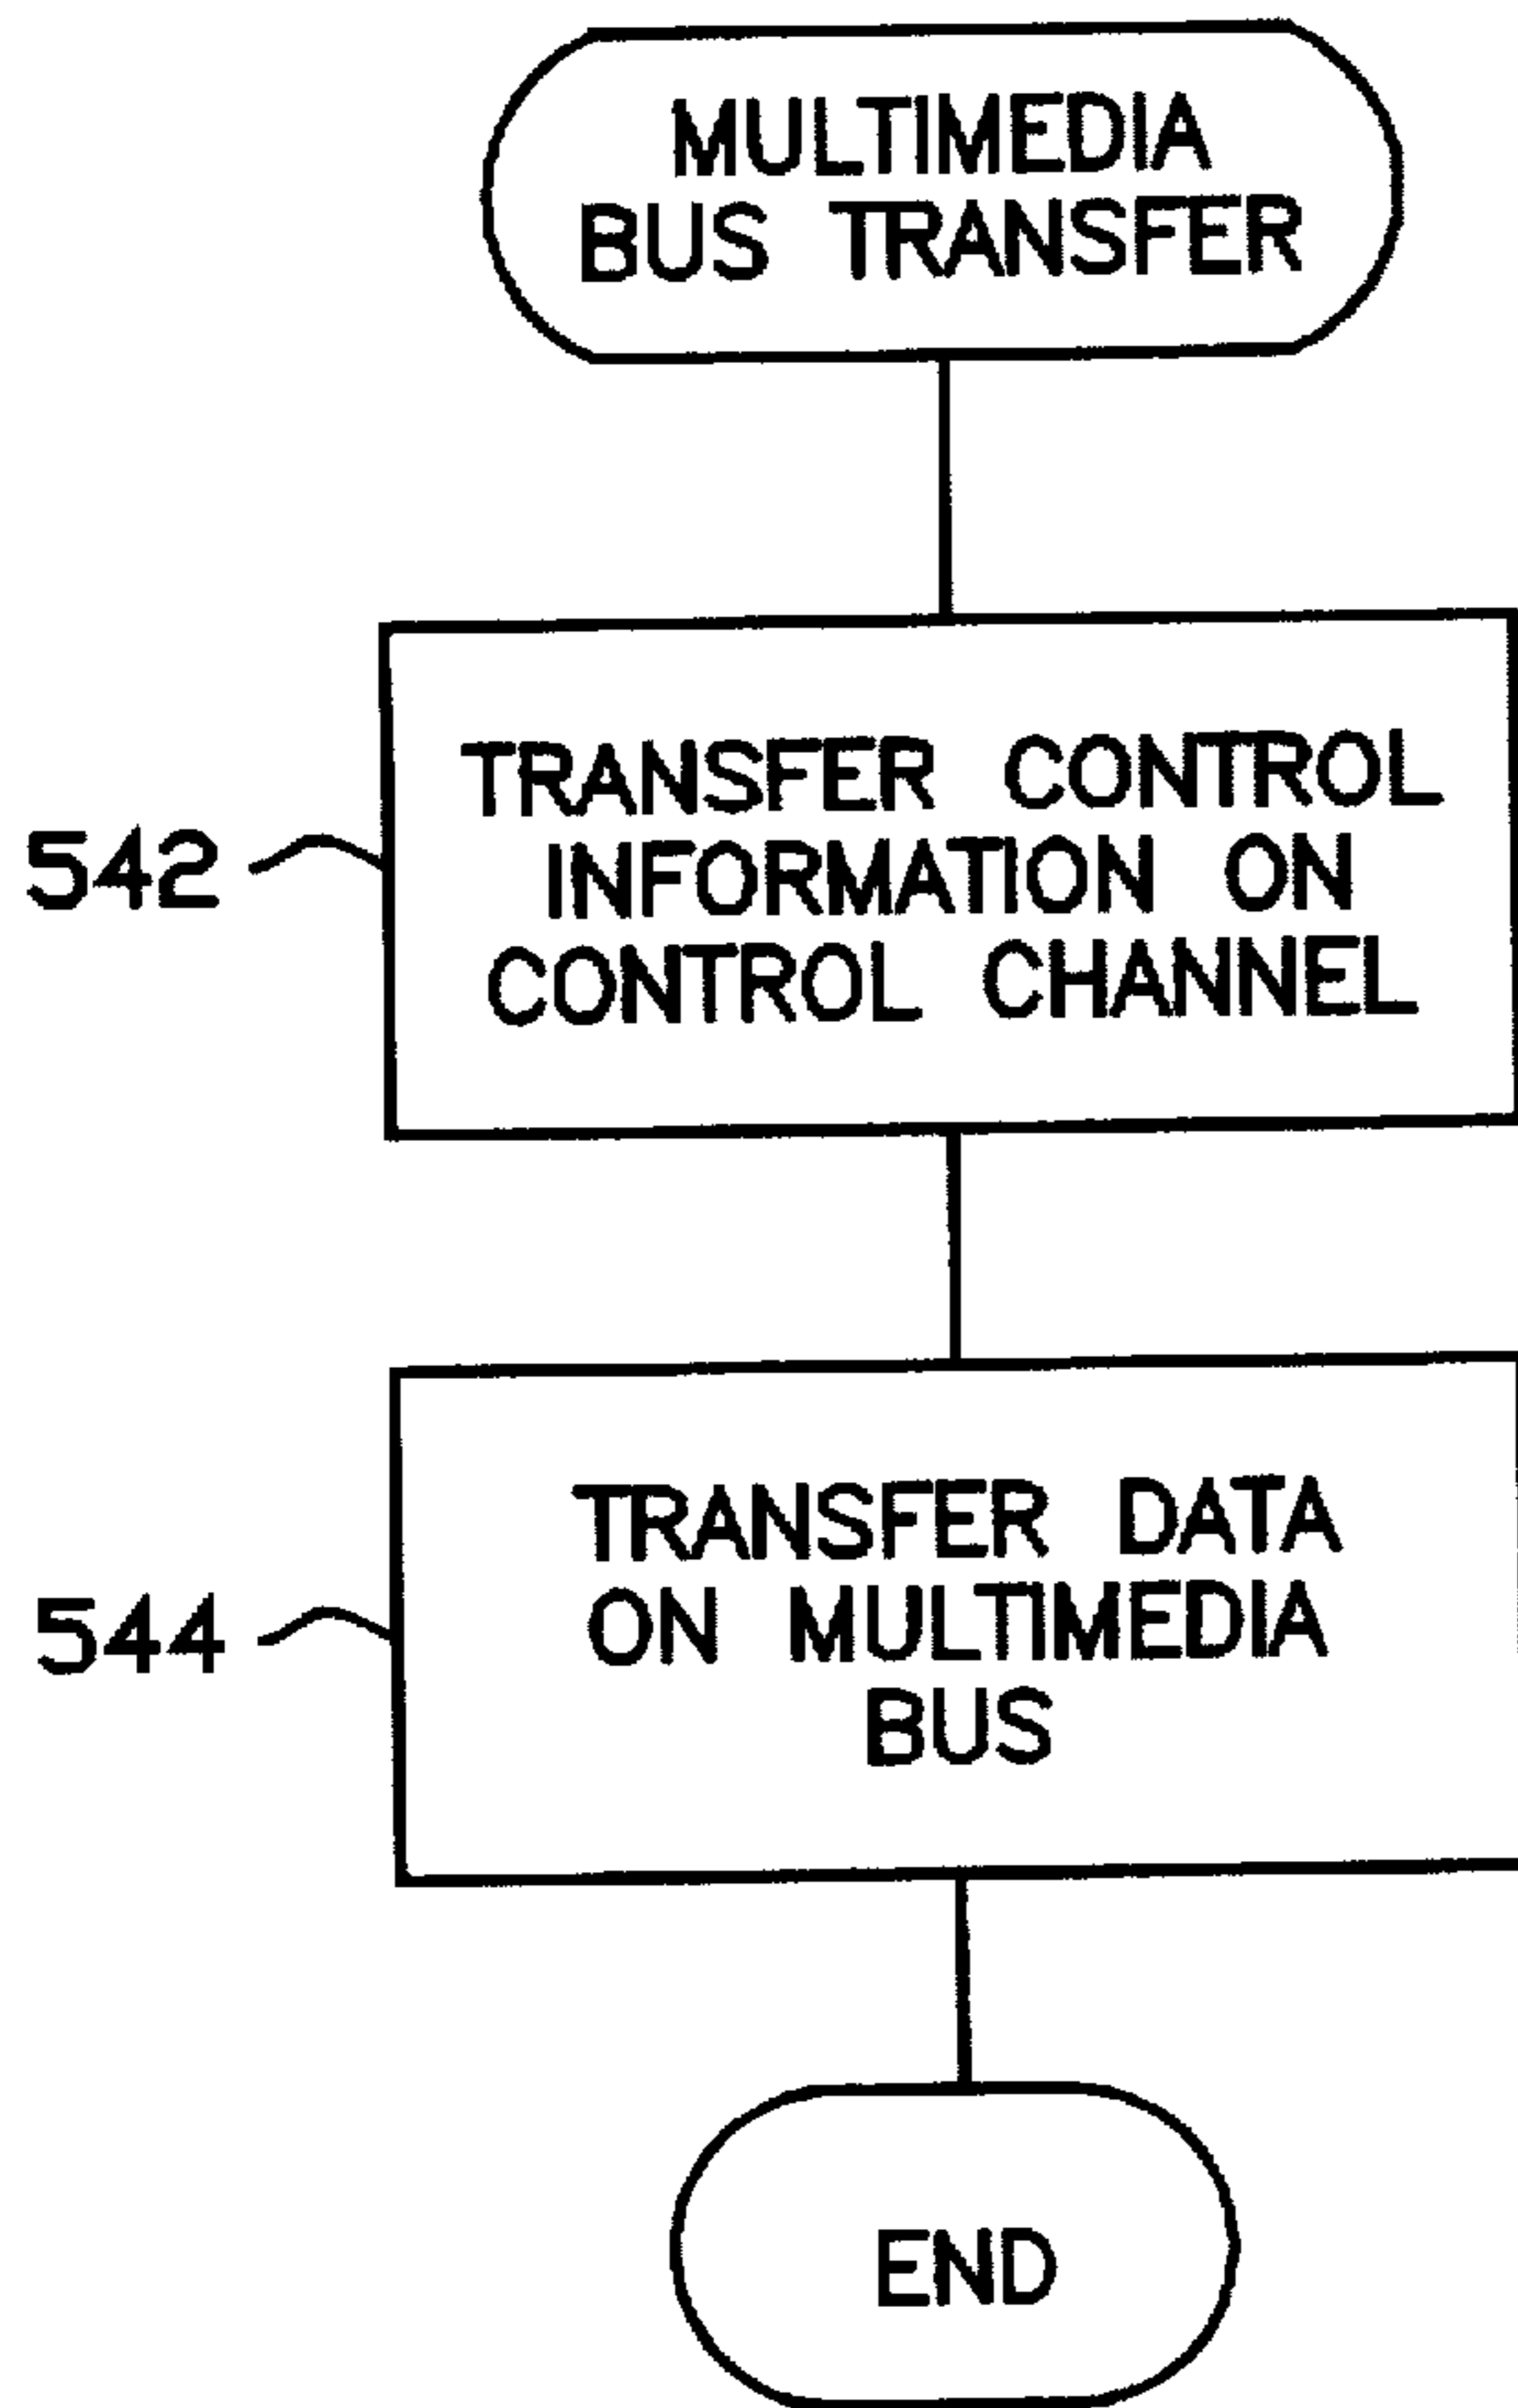 MULTIMEDIA
BUS TRANSFER
542
TRANSFER CONTROL
INFORMATION ON
CONTROL CHANNEL
544
TRANSFER DATA
ON MULTIMEDIA
BUS
END